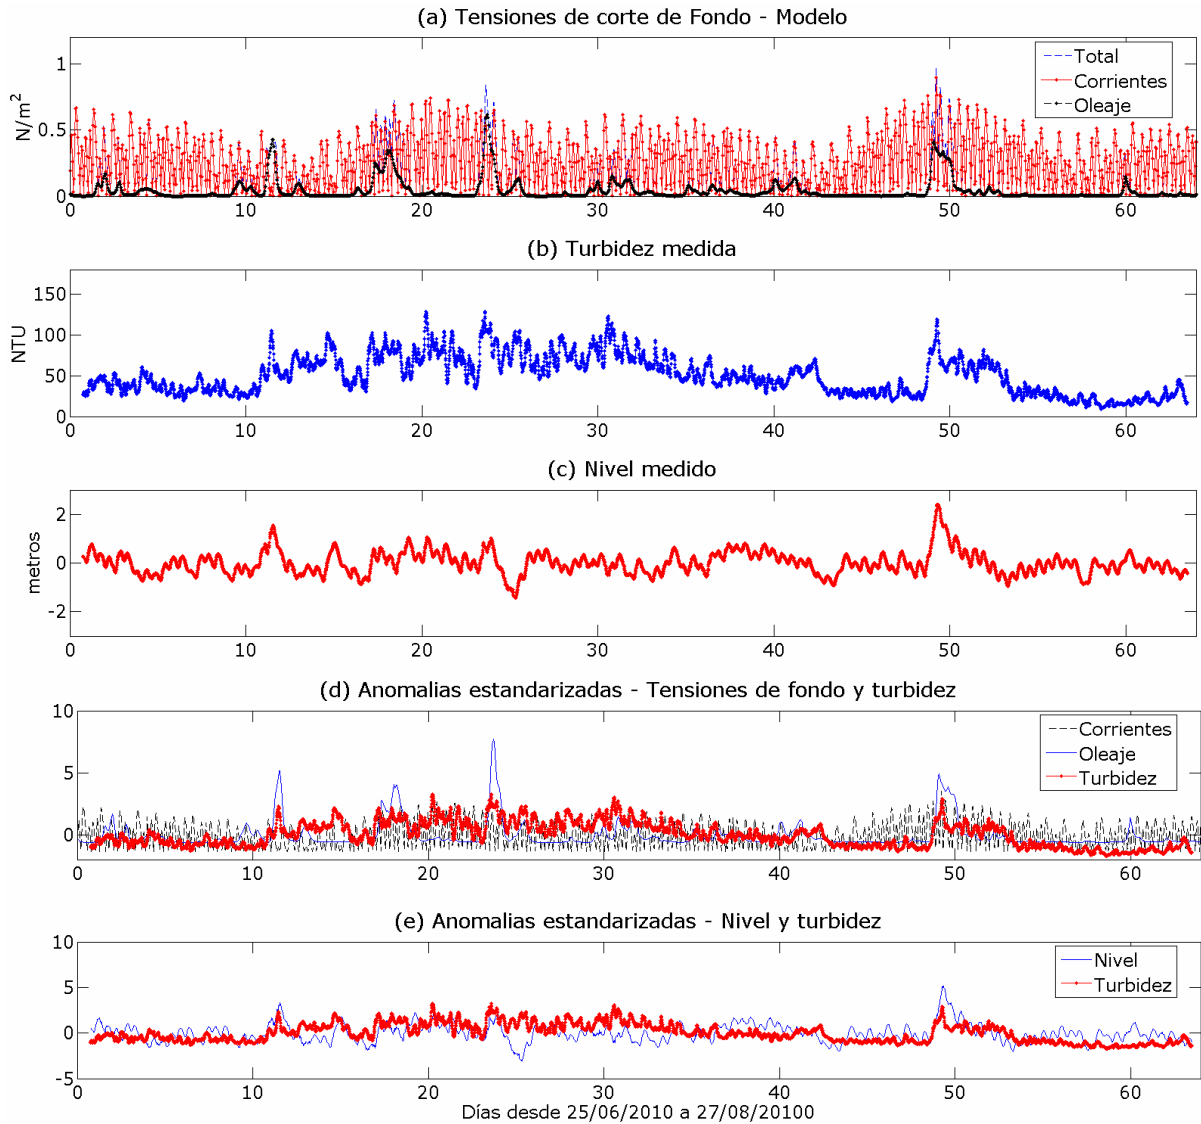 (a) Tensiones de corte de Fondo - Modelo
N/m²
1
0.5
0
Total
Corrientes
Oleaje
0 10 20 30 40 50 60
(b) Turbidez medida
NTU
150
100
50
0
0 10 20 30 40 50 60
(c) Nivel medido
metros
2
0
-2
0 10 20 30 40 50 60
(d) Anomalias estandarizadas - Tensiones de fondo y turbidez
10
5
0
Corrientes
Oleaje
Turbidez
0 10 20 30 40 50 60
(e) Anomalias estandarizadas - Nivel y turbidez
10
5
0
-5
Nivel
Turbidez
0 10 20 30 40 50 60
Días desde 25/06/2010 a 27/08/20100